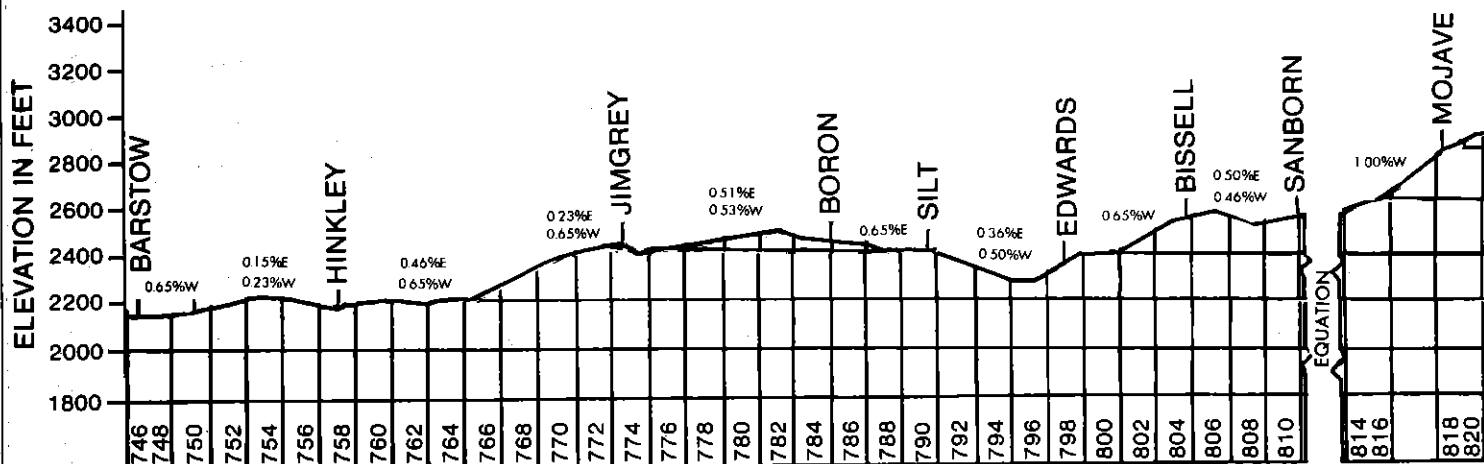 ELEVATION IN FEET
3400
3200
3000
2800
2600
2400
2200
2000
1800
BARSTOW
HINKLEY
JIMGREY
BORON
SILT
EDWARDS
BISSELL
SANBORN
MOJAVE
0.65%W
0.15%E
0.23%W
0.46%E
0.65%W
0 23%E
0.65%W
0 51%E
0 53%W
0.65%E
0 36%E
0 50%W
0.65%W
0 50%E
0 46%W
1 00%W
EQUATION
746 748 750 752 754 756 758 760 762 764 766 768 770 772 774 776 778 780 782 784 786 788 790 792 794 796 798 800 802 804 806 808 810 814 816 818 820